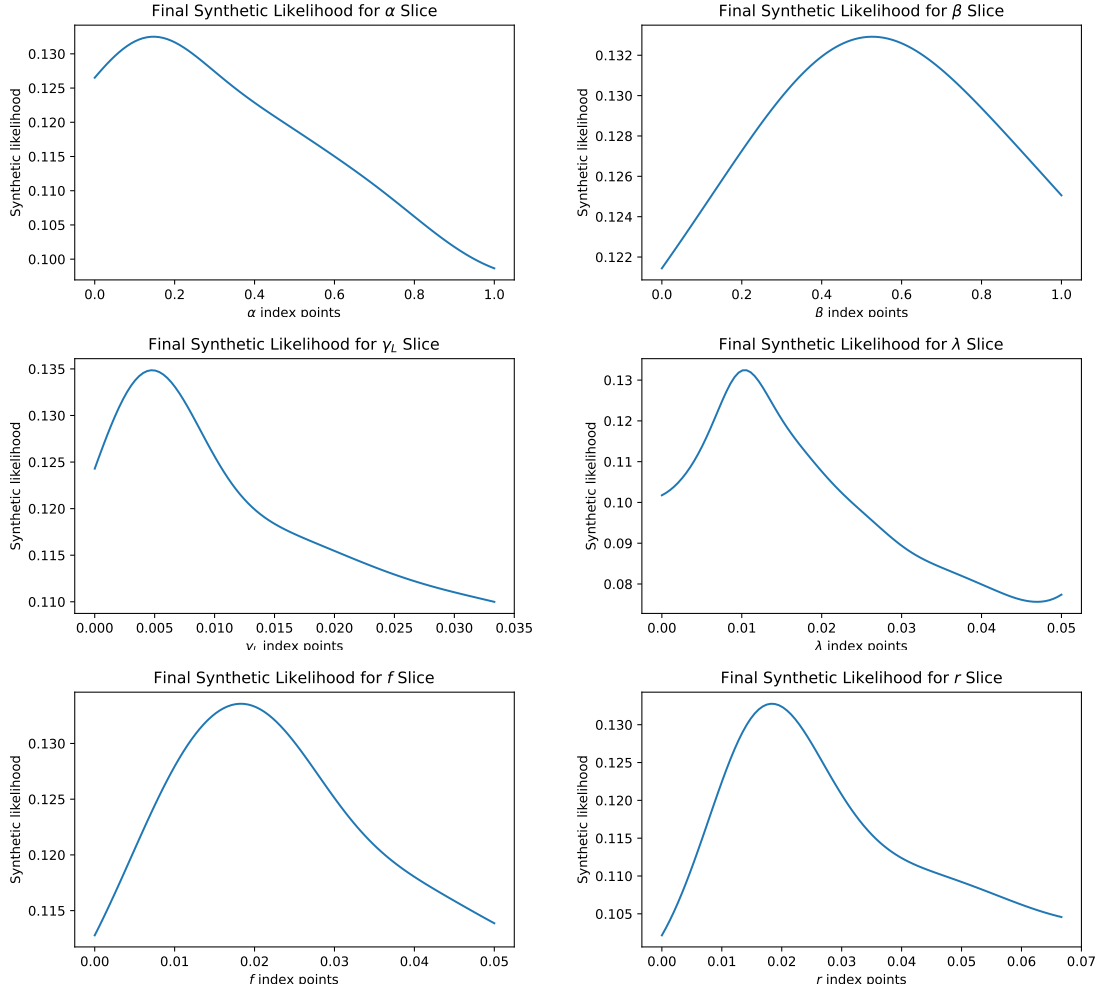 Final Synthetic Likelihood for α Slice
Synthetic likelihood
0.130
0.125
0.120
0.115
0.110
0.105
0.100
0.0 0.2 0.4 0.6 0.8 1.0
α index points
Final Synthetic Likelihood for β Slice
Synthetic likelihood
0.132
0.130
0.128
0.126
0.124
0.122
0.0 0.2 0.4 0.6 0.8 1.0
β index points
Final Synthetic Likelihood for γL Slice
Synthetic likelihood
0.135
0.130
0.125
0.120
0.115
0.110
0.000 0.005 0.010 0.015 0.020 0.025 0.030 0.035
γL index points
Final Synthetic Likelihood for λ Slice
Synthetic likelihood
0.13
0.12
0.11
0.10
0.09
0.08
0.00 0.01 0.02 0.03 0.04 0.05
λ index points
Final Synthetic Likelihood for f Slice
Synthetic likelihood
0.130
0.125
0.120
0.115
0.00 0.01 0.02 0.03 0.04 0.05
f index points
Final Synthetic Likelihood for r Slice
Synthetic likelihood
0.130
0.125
0.120
0.115
0.110
0.105
0.00 0.01 0.02 0.03 0.04 0.05 0.06 0.07
r index points